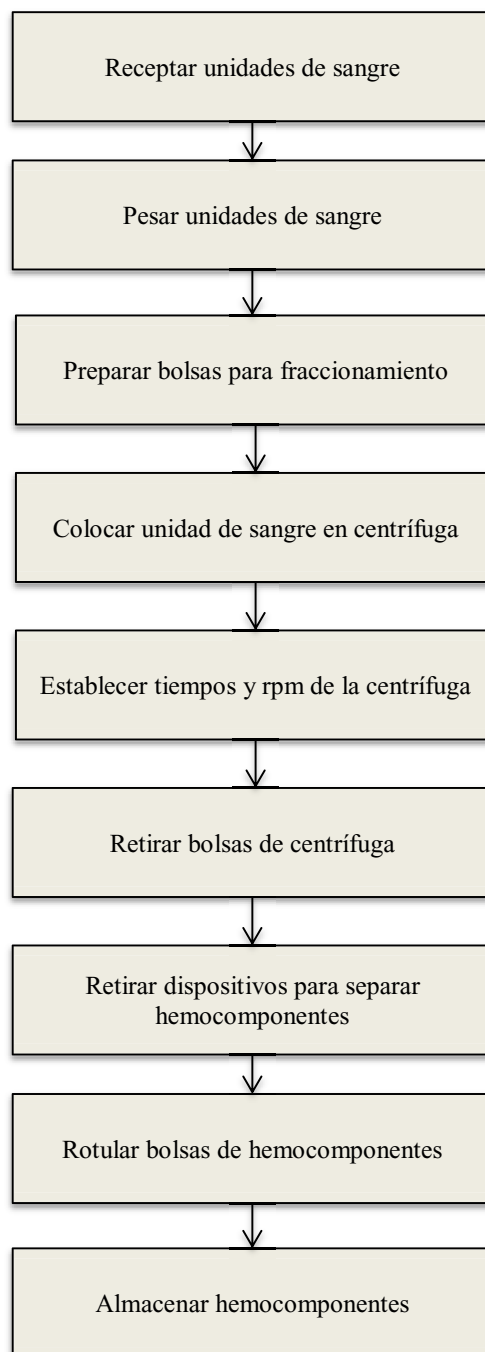 Receptar unidades de sangre
Pesar unidades de sangre
Preparar bolsas para fraccionamiento
Colocar unidad de sangre en centrífuga
Establecer tiempos y rpm de la centrífuga
Retirar bolsas de centrífuga
Retirar dispositivos para separar
hemocomponentes
Rotular bolsas de hemocomponentes
Almacenar hemocomponentes